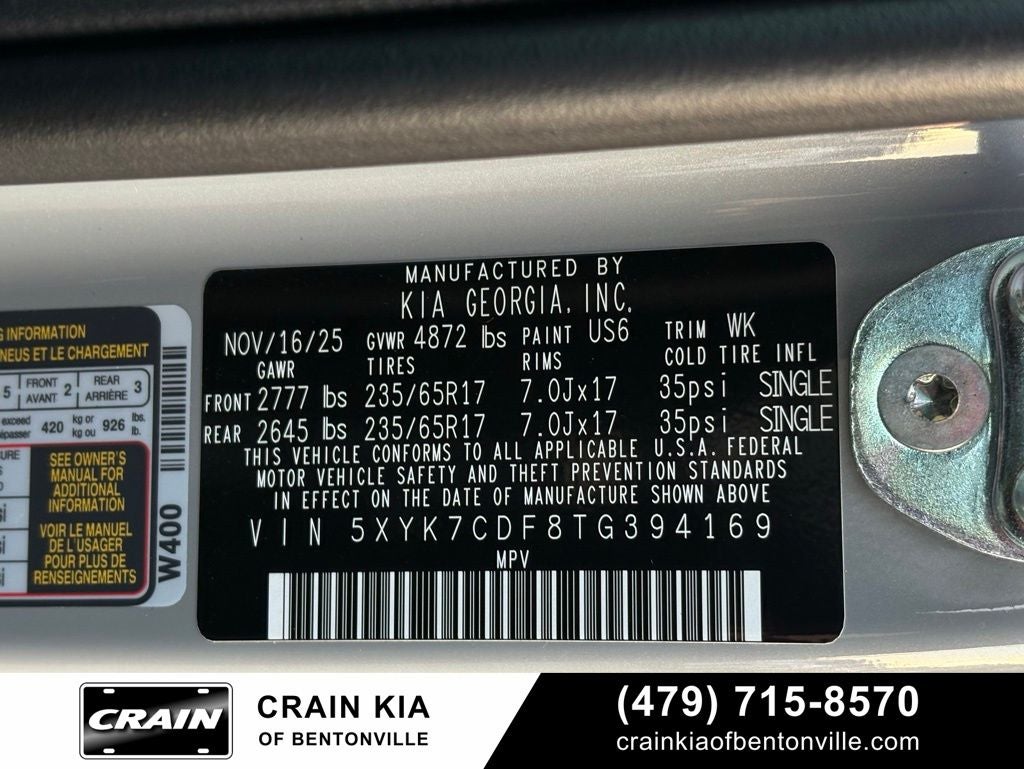 MANUFACTURED BY
KIA GEORGIA, INC.
NOV/16/25 GVWR 4872 lbs PAINT US6 TRIM WK
GAWR TIRES RIMS COLD TIRE INFL
FRONT 2777 lbs 235/65R17 7.0Jx17 35psi SINGLE
REAR 2645 lbs 235/65R17 7.0Jx17 35psi SINGLE
THIS VEHICLE CONFORMS TO ALL APPLICABLE U.S.A. FEDERAL
MOTOR VEHICLE SAFETY AND THEFT PREVENTION STANDARDS
IN EFFECT ON THE DATE OF MANUFACTURE SHOWN ABOVE
VIN 5XYK7CDF8TG394169
MPV
INFORMATION
PNEUS ET LE CHARGEMENT
5 FRONT AVANT 2 REAR ARRIÈRE 3
exceed
420 kg or kg ou 926 lbs. lb.
SEE OWNER'S
MANUAL FOR
ADDITIONAL
INFORMATION
VOIR LE MANUEL
DE L'USAGER
POUR PLUS DE
RENSEIGNEMENTS
W400
CRAIN
CRAIN KIA
OF BENTONVILLE
(479) 715-8570
crainkiaofbentonville.com